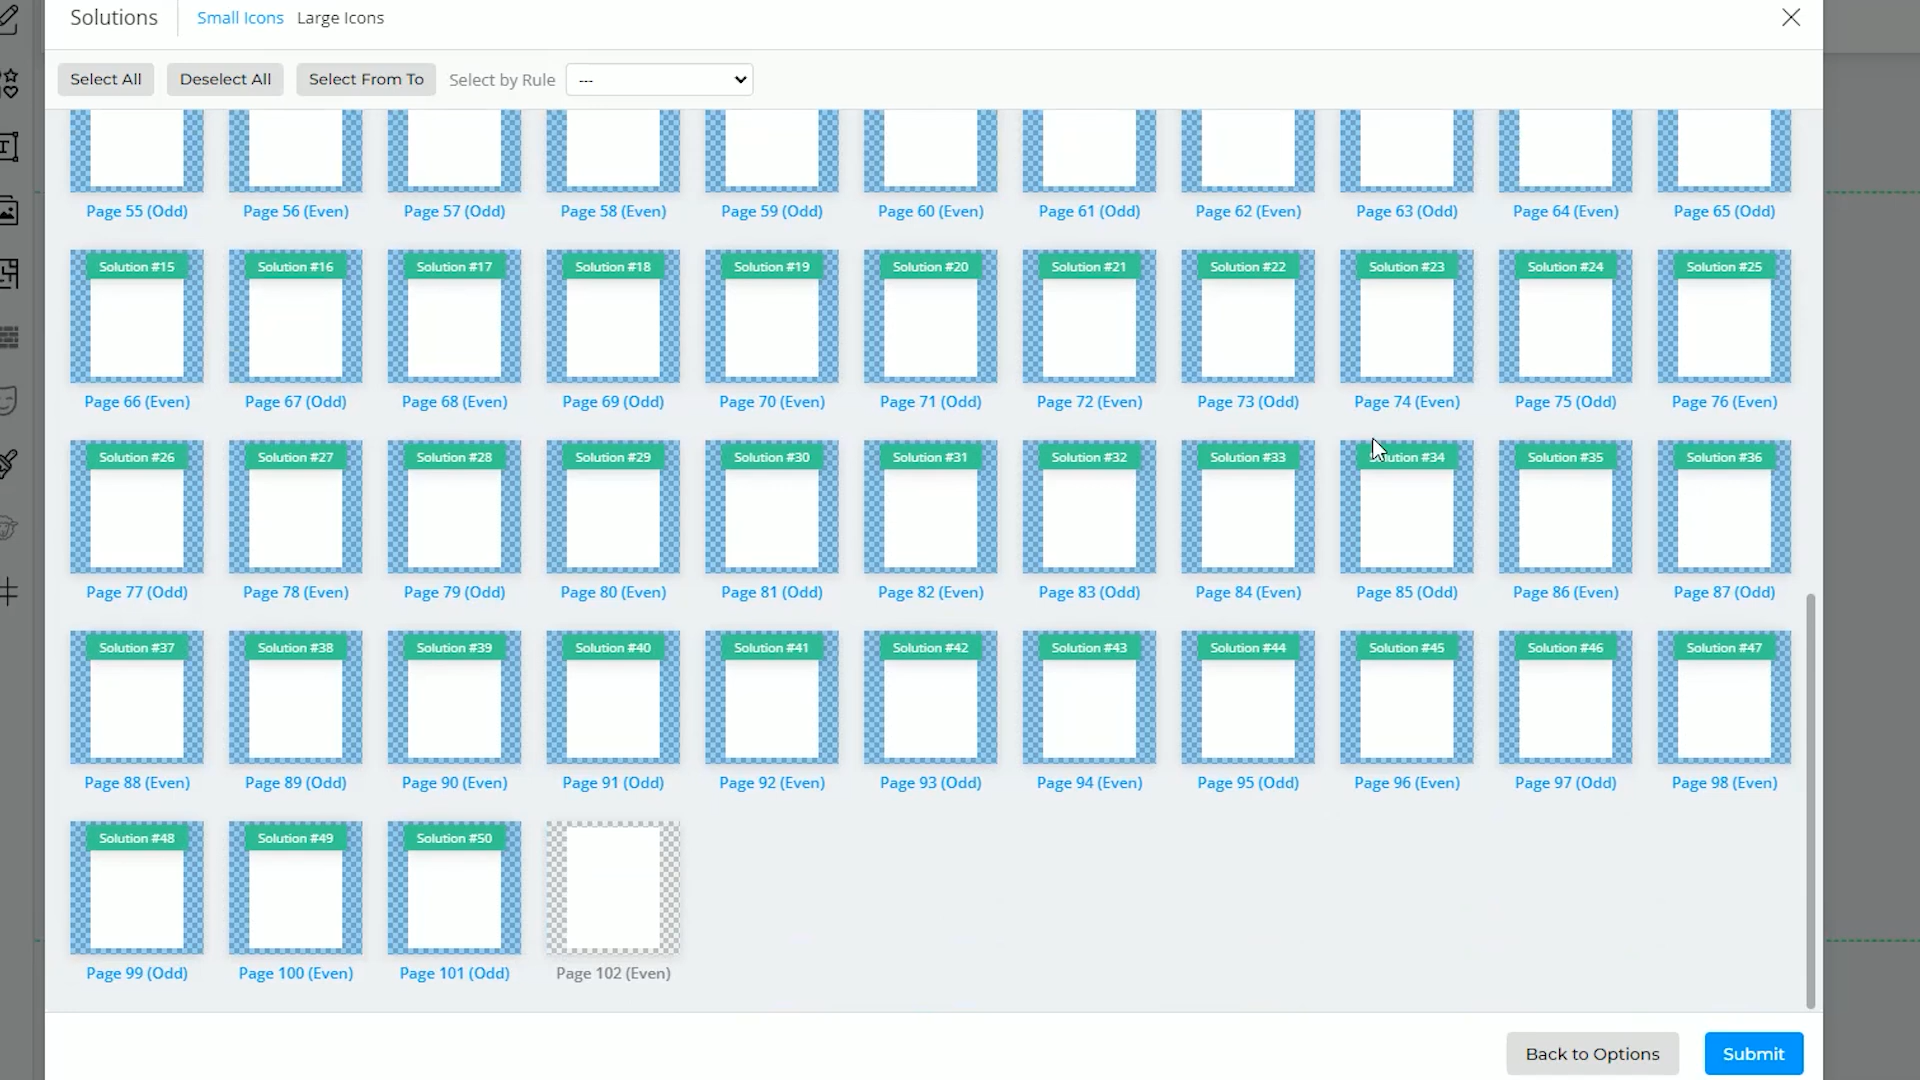 Solutions Small Icons Large Icons
Select All Deselect All Select From To Select by Rule ---
Page 55 (Odd) Page 56 (Even) Page 57 (Odd) Page 58 (Even) Page 59 (Odd) Page 60 (Even) Page 61 (Odd) Page 62 (Even) Page 63 (Odd) Page 64 (Even) Page 65 (Odd)
Solution #15 Solution #16 Solution #17 Solution #18 Solution #19 Solution #20 Solution #21 Solution #22 Solution #23 Solution #24 Solution #25
Page 66 (Even) Page 67 (Odd) Page 68 (Even) Page 69 (Odd) Page 70 (Even) Page 71 (Odd) Page 72 (Even) Page 73 (Odd) Page 74 (Even) Page 75 (Odd) Page 76 (Even)
Solution #26 Solution #27 Solution #28 Solution #29 Solution #30 Solution #31 Solution #32 Solution #33 Solution #34 Solution #35 Solution #36
Page 77 (Odd) Page 78 (Even) Page 79 (Odd) Page 80 (Even) Page 81 (Odd) Page 82 (Even) Page 83 (Odd) Page 84 (Even) Page 85 (Odd) Page 86 (Even) Page 87 (Odd)
Solution #37 Solution #38 Solution #39 Solution #40 Solution #41 Solution #42 Solution #43 Solution #44 Solution #45 Solution #46 Solution #47
Page 88 (Even) Page 89 (Odd) Page 90 (Even) Page 91 (Odd) Page 92 (Even) Page 93 (Odd) Page 94 (Even) Page 95 (Odd) Page 96 (Even) Page 97 (Odd) Page 98 (Even)
Solution #48 Solution #49 Solution #50
Page 99 (Odd) Page 100 (Even) Page 101 (Odd) Page 102 (Even)
Back to Options Submit